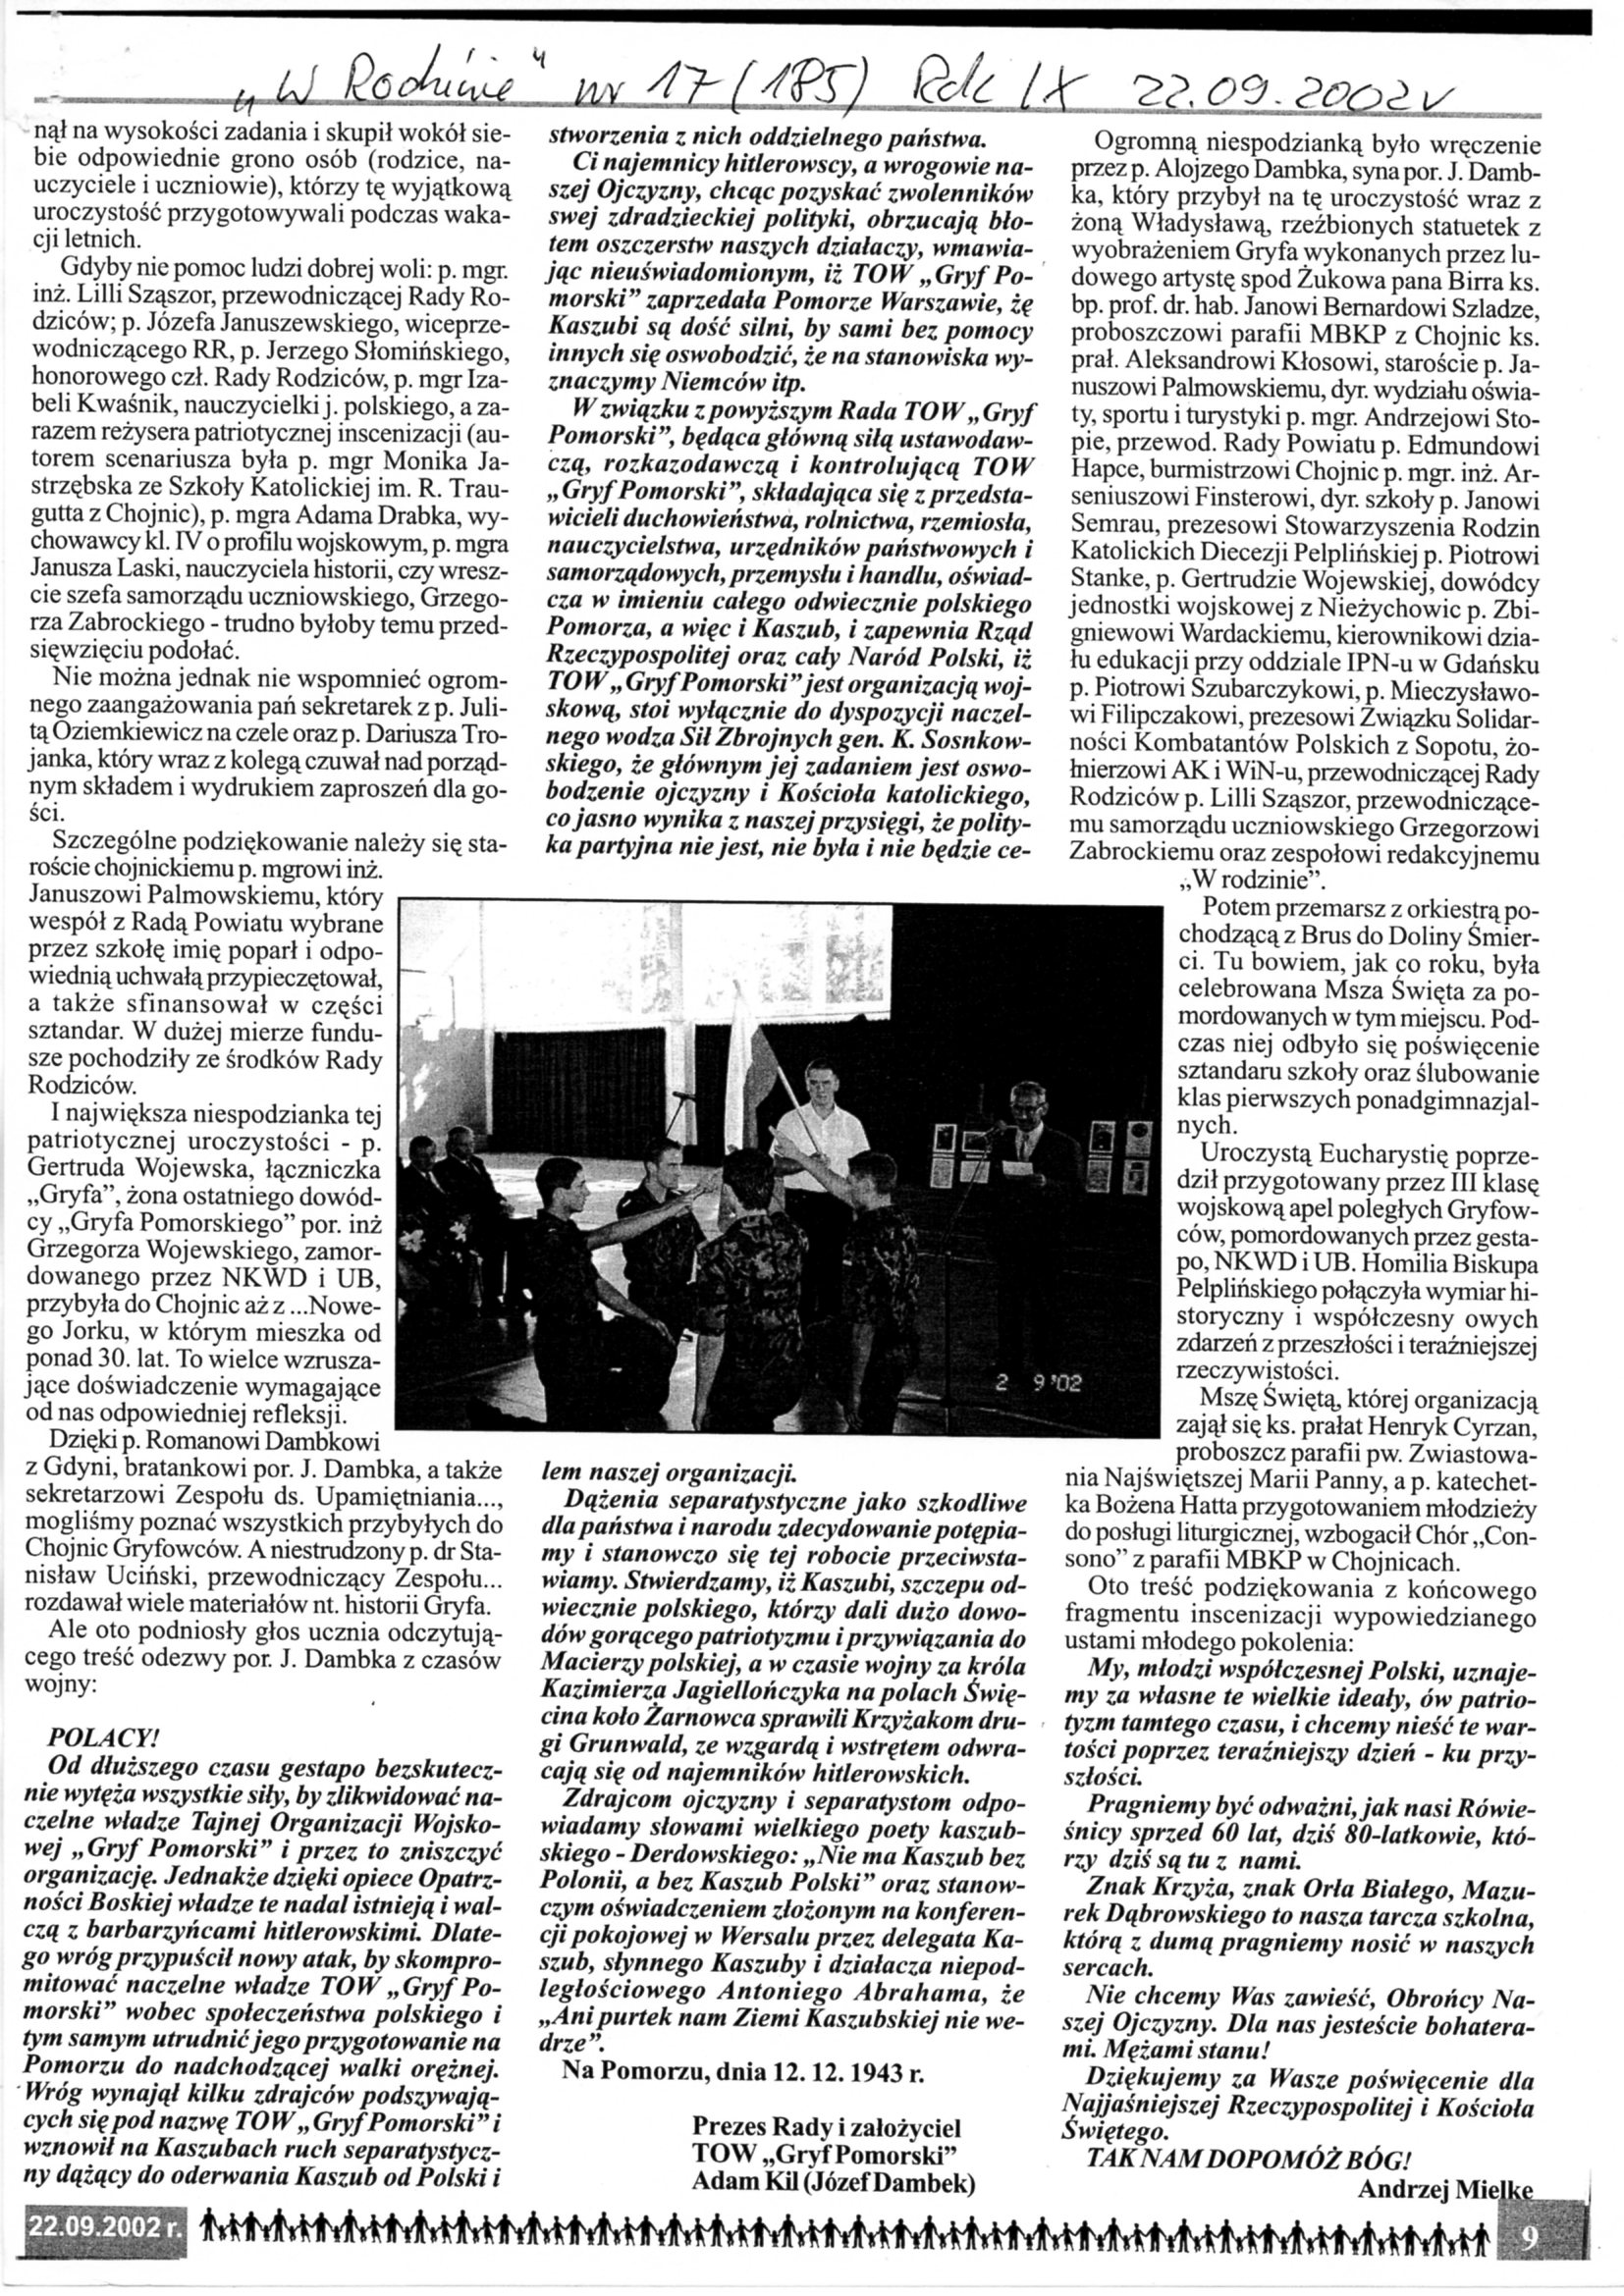 „W Rodzinie" nr 17 (185) Rok IX 22.09.2002 r
nął na wysokości zadania i skupił wokół sie-
bie odpowiednie grono osób (rodzice, na-
uczyciele i uczniowie), którzy tę wyjątkową
uroczystość przygotowywali podczas waka-
cji letnich.
Gdyby nie pomoc ludzi dobrej woli: p. mgr.
inż. Lilli Sząszor, przewodniczącej Rady Ro-
dziców; p. Józefa Januszewskiego, wiceprze-
wodniczącego RR, p. Jerzego Słomińskiego,
honorowego czł. Rady Rodziców, p. mgr Iza-
beli Kwaśnik, nauczycielki j. polskiego, a za-
razem reżysera patriotycznej inscenizacji (au-
torem scenariusza była p. mgr Monika Ja-
strzębska ze Szkoły Katolickiej im. R. Trau-
gutta z Chojnic), p. mgra Adama Drabka, wy-
chowawcy kl. IV o profilu wojskowym, p. mgra
Janusza Laski, nauczyciela historii, czy wresz-
cie szefa samorządu uczniowskiego, Grzego-
rza Zabrockiego - trudno byłoby temu przed-
sięwzięciu podołać.
Nie można jednak nie wspomnieć ogrom-
nego zaangażowania pań sekretarek z p. Juli-
tą Oziemkiewicz na czele oraz p. Dariusza Tro-
janka, który wraz z kolegą czuwał nad porząd-
nym składem i wydrukiem zaproszeń dla go-
ści.
Szczególne podziękowanie należy się sta-
roście chojnickiemu p. mgrowi inż.
Januszowi Palmowskiemu, który
wespół z Radą Powiatu wybrane
przez szkołę imię poparł i odpo-
wiednią uchwałą przypieczętował,
a także sfinansował w części
sztandar. W dużej mierze fundu-
sze pochodziły ze środków Rady
Rodziców.
I największa niespodzianka tej
patriotycznej uroczystości - p.
Gertruda Wojewska, łączniczka
„Gryfa”, żona ostatniego dowód-
cy „Gryfa Pomorskiego” por. inż
Grzegorza Wojewskiego, zamor-
dowanego przez NKWD i UB,
przybyła do Chojnic aż z ...Nowe-
go Jorku, w którym mieszka od
ponad 30. lat. To wielce wzrusza-
jące doświadczenie wymagające
od nas odpowiedniej refleksji.
Dzięki p. Romanowi Dambkowi
z Gdyni, bratankowi por. J. Dambka, a także
sekretarzowi Zespołu ds. Upamiętniania...,
mogliśmy poznać wszystkich przybyłych do
Chojnic Gryfowców. A niestrudzony p. dr Sta-
nisław Uciński, przewodniczący Zespołu...
rozdawał wiele materiałów nt. historii Gryfa.
Ale oto podniosły głos ucznia odczytują-
cego treść odezwy por. J. Dambka z czasów
wojny:
POLACY!
Od dłuższego czasu gestapo bezskutecz-
nie wytęża wszystkie siły, by zlikwidować na-
czelne władze Tajnej Organizacji Wojsko-
wej „Gryf Pomorski” i przez to zniszczyć
organizację. Jednakże dzięki opiece Opatrz-
ności Boskiej władze te nadal istnieją i wal-
czą z barbarzyńcami hitlerowskimi. Dlate-
go wróg przypuścił nowy atak, by skompro-
mitować naczelne władze TOW „Gryf Po-
morski” wobec społeczeństwa polskiego i
tym samym utrudnić jego przygotowanie na
Pomorzu do nadchodzącej walki orężnej.
Wróg wynajął kilku zdrajców podszywają-
cych się pod nazwę TOW „Gryf Pomorski” i
wznowił na Kaszubach ruch separatystycz-
ny dążący do oderwania Kaszub od Polski i
stworzenia z nich oddzielnego państwa.
Ci najemnicy hitlerowscy, a wrogowie na-
szej Ojczyzny, chcąc pozyskać zwolenników
swej zdradzieckiej polityki, obrzucają bło-
tem oszczerstw naszych działaczy, wmawia-
jąc nieuświadomionym, iż TOW „Gryf Po-
morski” zaprzedała Pomorze Warszawie, żę
Kaszubi są dość silni, by sami bez pomocy
innych się oswobodzić, że na stanowiska wy-
znaczymy Niemców itp.
W związku z powyższym Rada TOW „Gryf
Pomorski”, będąca główną siłą ustawodaw-
czą, rozkazodawczą i kontrolującą TOW
„Gryf Pomorski”, składająca się z przedsta-
wicieli duchowieństwa, rolnictwa, rzemiosła,
nauczycielstwa, urzędników państwowych i
samorządowych, przemysłu i handlu, oświad-
cza w imieniu całego odwiecznie polskiego
Pomorza, a więc i Kaszub, i zapewnia Rząd
Rzeczypospolitej oraz cały Naród Polski, iż
TOW „Gryf Pomorski” jest organizacją woj-
skową, stoi wyłącznie do dyspozycji naczel-
nego wodza Sił Zbrojnych gen. K. Sosnkow-
skiego, że głównym jej zadaniem jest oswo-
bodzenie ojczyzny i Kościoła katolickiego,
co jasno wynika z naszej przysięgi, że polity-
ka partyjna nie jest, nie była i nie będzie ce-
2 9 '02
lem naszej organizacji.
Dążenia separatystyczne jako szkodliwe
dla państwa i narodu zdecydowanie potępia-
my i stanowczo się tej robocie przeciwsta-
wiamy. Stwierdzamy, iż Kaszubi, szczepu od-
wiecznie polskiego, którzy dali dużo dowo-
dów gorącego patriotyzmu i przywiązania do
Macierzy polskiej, a w czasie wojny za króla
Kazimierza Jagiellończyka na polach Świę-
cina koło Żarnowca sprawili Krzyżakom dru-
gi Grunwald, ze wzgardą i wstrętem odwra-
cają się od najemników hitlerowskich.
Zdrajcom ojczyzny i separatystom odpo-
wiadamy słowami wielkiego poety kaszub-
skiego - Derdowskiego: „Nie ma Kaszub bez
Polonii, a bez Kaszub Polski” oraz stanow-
czym oświadczeniem złożonym na konferen-
cji pokojowej w Wersalu przez delegata Ka-
szub, słynnego Kaszuby i działacza niepod-
ległościowego Antoniego Abrahama, że
„Ani purtek nam Ziemi Kaszubskiej nie we-
drze”.
Na Pomorzu, dnia 12. 12. 1943 r.
Prezes Rady i założyciel
TOW „Gryf Pomorski”
Adam Kil (Józef Dambek)
Ogromną niespodzianką było wręczenie
przez p. Alojzego Dambka, syna por. J. Damb-
ka, który przybył na tę uroczystość wraz z
żoną Władysławą, rzeźbionych statuetek z
wyobrażeniem Gryfa wykonanych przez lu-
dowego artystę spod Żukowa pana Birra ks.
bp. prof. dr. hab. Janowi Bernardowi Szladze,
proboszczowi parafii MBKP z Chojnic ks.
prał. Aleksandrowi Kłosowi, staroście p. Ja-
nuszowi Palmowskiemu, dyr. wydziału oświa-
ty, sportu i turystyki p. mgr. Andrzejowi Sto-
pie, przewod. Rady Powiatu p. Edmundowi
Hapce, burmistrzowi Chojnic p. mgr. inż. Ar-
seniuszowi Finsterowi, dyr. szkoły p. Janowi
Semrau, prezesowi Stowarzyszenia Rodzin
Katolickich Diecezji Pelplińskiej p. Piotrowi
Stanke, p. Gertrudzie Wojewskiej, dowódcy
jednostki wojskowej z Nieżychowic p. Zbi-
gniewowi Wardackiemu, kierownikowi dzia-
łu edukacji przy oddziale IPN-u w Gdańsku
p. Piotrowi Szubarczykowi, p. Mieczysławo-
wi Filipczakowi, prezesowi Związku Solidar-
ności Kombatantów Polskich z Sopotu, żo-
łnierzowi AK i WiN-u, przewodniczącej Rady
Rodziców p. Lilli Sząszor, przewodniczące-
mu samorządu uczniowskiego Grzegorzowi
Zabrockiemu oraz zespołowi redakcyjnemu
„W rodzinie”.
Potem przemarsz z orkiestrą po-
chodzącą z Brus do Doliny Śmier-
ci. Tu bowiem, jak co roku, była
celebrowana Msza Święta za po-
mordowanych w tym miejscu. Pod-
czas niej odbyło się poświęcenie
sztandaru szkoły oraz ślubowanie
klas pierwszych ponadgimnazjal-
nych.
Uroczystą Eucharystię poprze-
dził przygotowany przez III klasę
wojskową apel poległych Gryfow-
ców, pomordowanych przez gesta-
po, NKWD i UB. Homilia Biskupa
Pelplińskiego połączyła wymiar hi-
storyczny i współczesny owych
zdarzeń z przeszłości i teraźniejszej
rzeczywistości.
Mszę Świętą, której organizacją
zajął się ks. prałat Henryk Cyrzan,
proboszcz parafii pw. Zwiastowa-
nia Najświętszej Marii Panny, a p. katechet-
ka Bożena Hatta przygotowaniem młodzieży
do posługi liturgicznej, wzbogacił Chór „Con-
sono” z parafii MBKP w Chojnicach.
Oto treść podziękowania z końcowego
fragmentu inscenizacji wypowiedzianego
ustami młodego pokolenia:
My, młodzi współczesnej Polski, uznaje-
my za własne te wielkie ideały, ów patrio-
tyzm tamtego czasu, i chcemy nieść te war-
tości poprzez teraźniejszy dzień - ku przy-
szłości.
Pragniemy być odważni, jak nasi Rówie-
śnicy sprzed 60 lat, dziś 80-latkowie, któ-
rzy dziś są tu z nami.
Znak Krzyża, znak Orła Białego, Mazu-
rek Dąbrowskiego to nasza tarcza szkolna,
którą z dumą pragniemy nosić w naszych
sercach.
Nie chcemy Was zawieść, Obrońcy Na-
szej Ojczyzny. Dla nas jesteście bohatera-
mi. Mężami stanu!
Dziękujemy za Wasze poświęcenie dla
Najjaśniejszej Rzeczypospolitej i Kościoła
Świętego.
TAK NAM DOPOMÓŻ BÓG!
Andrzej Mielke
22.09.2002 r.
9